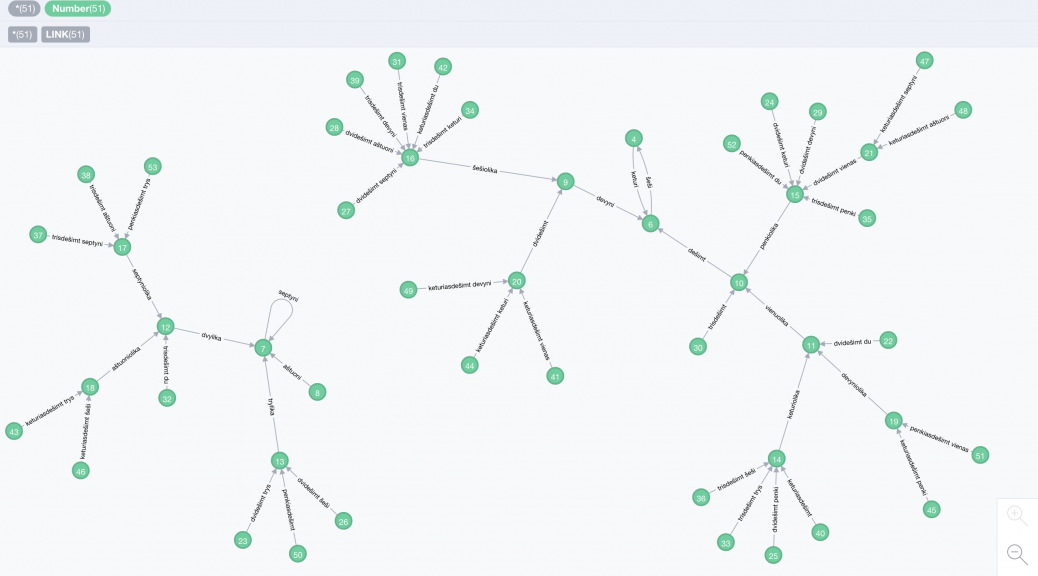 *(51) Number(51)
*(51) LINK(51)
31
42
47
39
trisdešimt vienas
keturiasdešimt du
24
29
34
trisdešimt devyni
trisdešimt keturi
keturiasdešimt septyni
48
28
dvidešimt aštuoni
4
dvidešimt keturi
dvidešimt devyni
keturiasdešimt aštuoni
52
penkiasdešimt du
21
dvidešimt vienas
16
53
38
šešiolika
keturi
šeši
9
dvidešimt septyni
trisdešimt aštuoni
penkiasdešimt trys
15
trisdešimt penki
27
devyni
35
6
37
trisdešimt septyni
17
dvidešimt
penkiolika
dešimt
septyniolika
20
10
49
keturiasdešimt devyni
septyni
trisdešimt
vienuolika
12
dvylika
keturiasdešimt keturi
keturiasdešimt vienas
7
30
11
dvidešimt du
22
aštuoniolika
trisdešimt du
44
41
aštuoni
devyniolika
18
32
8
keturiasdešimt trys
trylika
keturiolika
43
keturiasdešimt šeši
19
penkiasdešimt vienas
46
13
14
51
dvidešimt trys
penkiasdešimt
dvidešimt šeši
trisdešimt šeši
keturiasdešimt
keturiasdešimt penki
36
trisdešimt trys
dvidešimt penki
45
26
23
33
40
50
25